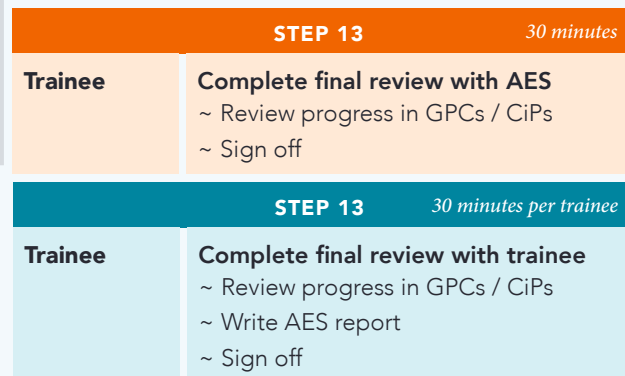 STEP 13 30 minutes
Trainee Complete final review with AES
~ Review progress in GPCs / CiPs
~ Sign off
STEP 13 30 minutes per trainee
Trainee Complete final review with trainee
~ Review progress in GPCs / CiPs
~ Write AES report
~ Sign off